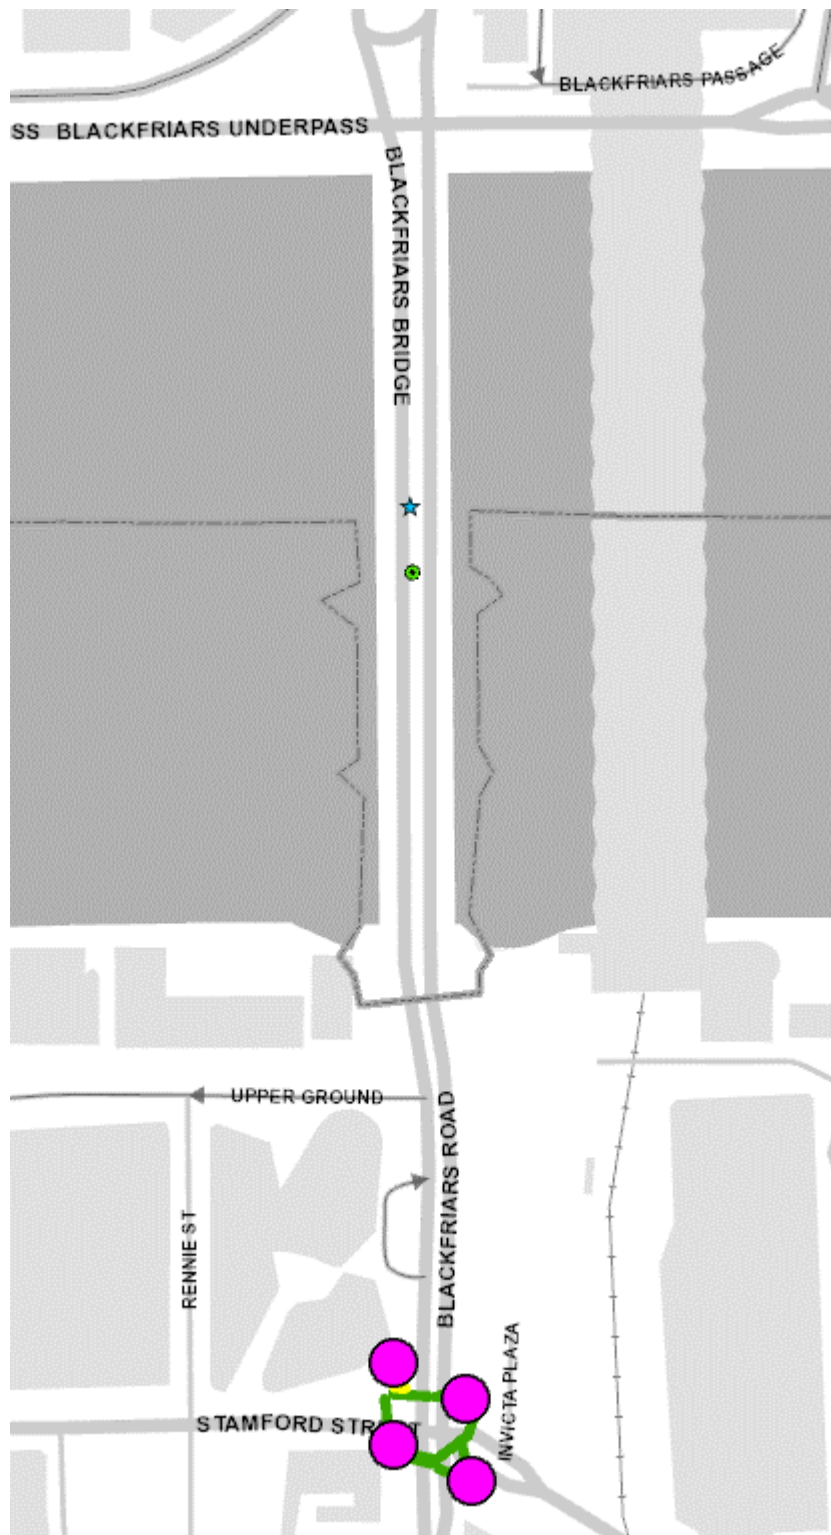 BLACKFRIARS PASSAGE
SS BLACKFRIARS UNDERPASS
BLACKFRIARS BRIDGE
UPPER GROUND
BLACKFRIARS ROAD
RENNIE ST
INVICTA PLAZA
STAMFORD STR T